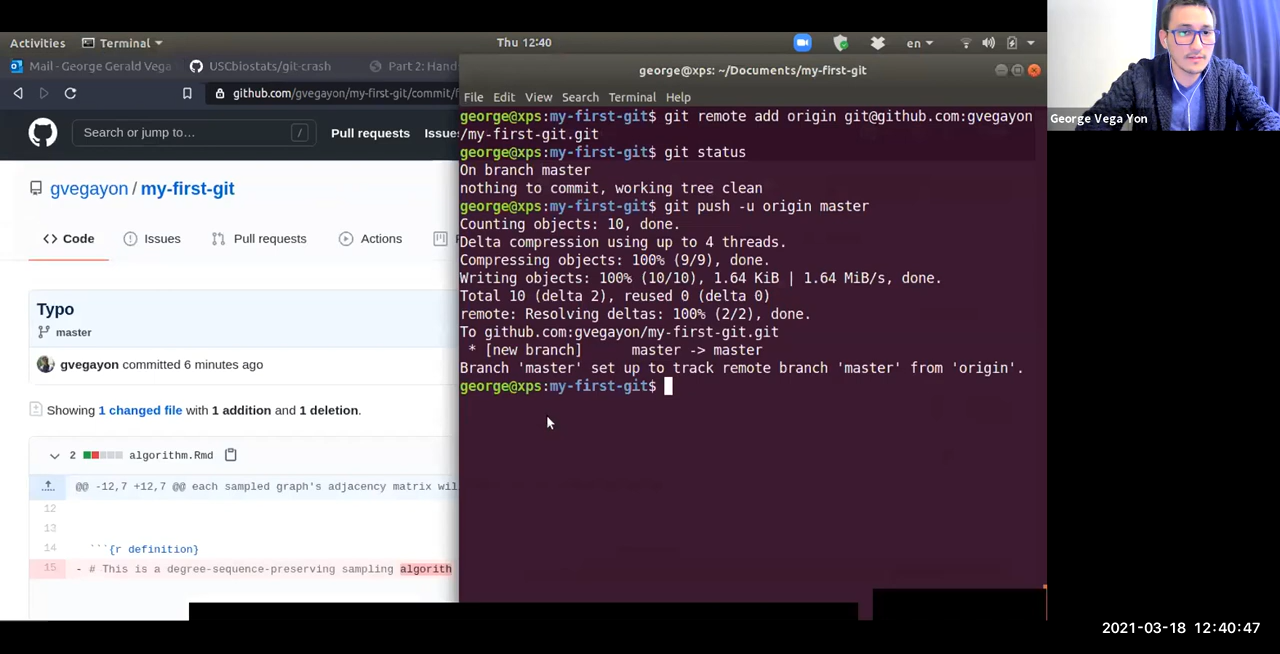 Activities Terminal Thu 12:40 en
Mail - George Gerald Vega USCbiostats/git-crash Part 2: Hand
github.com/gvegayon/my-first-git/commit/f
Search or jump to… / Pull requests Issue
gvegayon / my-first-git
Code Issues Pull requests Actions
Typo
master
gvegayon committed 6 minutes ago
Showing 1 changed file with 1 addition and 1 deletion.
2 algorithm.Rmd
@@ -12,7 +12,7 @@ each sampled graph's adjacency matrix wil
12
13
14 ```{r definition}
15 - # This is a degree-sequence-preserving sampling algorith
george@xps: ~/Documents/my-first-git
File Edit View Search Terminal Help
george@xps:my-first-git$ git remote add origin git@github.com:gvegayon
/my-first-git.git
george@xps:my-first-git$ git status
On branch master
nothing to commit, working tree clean
george@xps:my-first-git$ git push -u origin master
Counting objects: 10, done.
Delta compression using up to 4 threads.
Compressing objects: 100% (9/9), done.
Writing objects: 100% (10/10), 1.64 KiB | 1.64 MiB/s, done.
Total 10 (delta 2), reused 0 (delta 0)
remote: Resolving deltas: 100% (2/2), done.
To github.com:gvegayon/my-first-git.git
 * [new branch]      master -> master
Branch 'master' set up to track remote branch 'master' from 'origin'.
george@xps:my-first-git$
George Vega Yon
2021-03-18 12:40:47